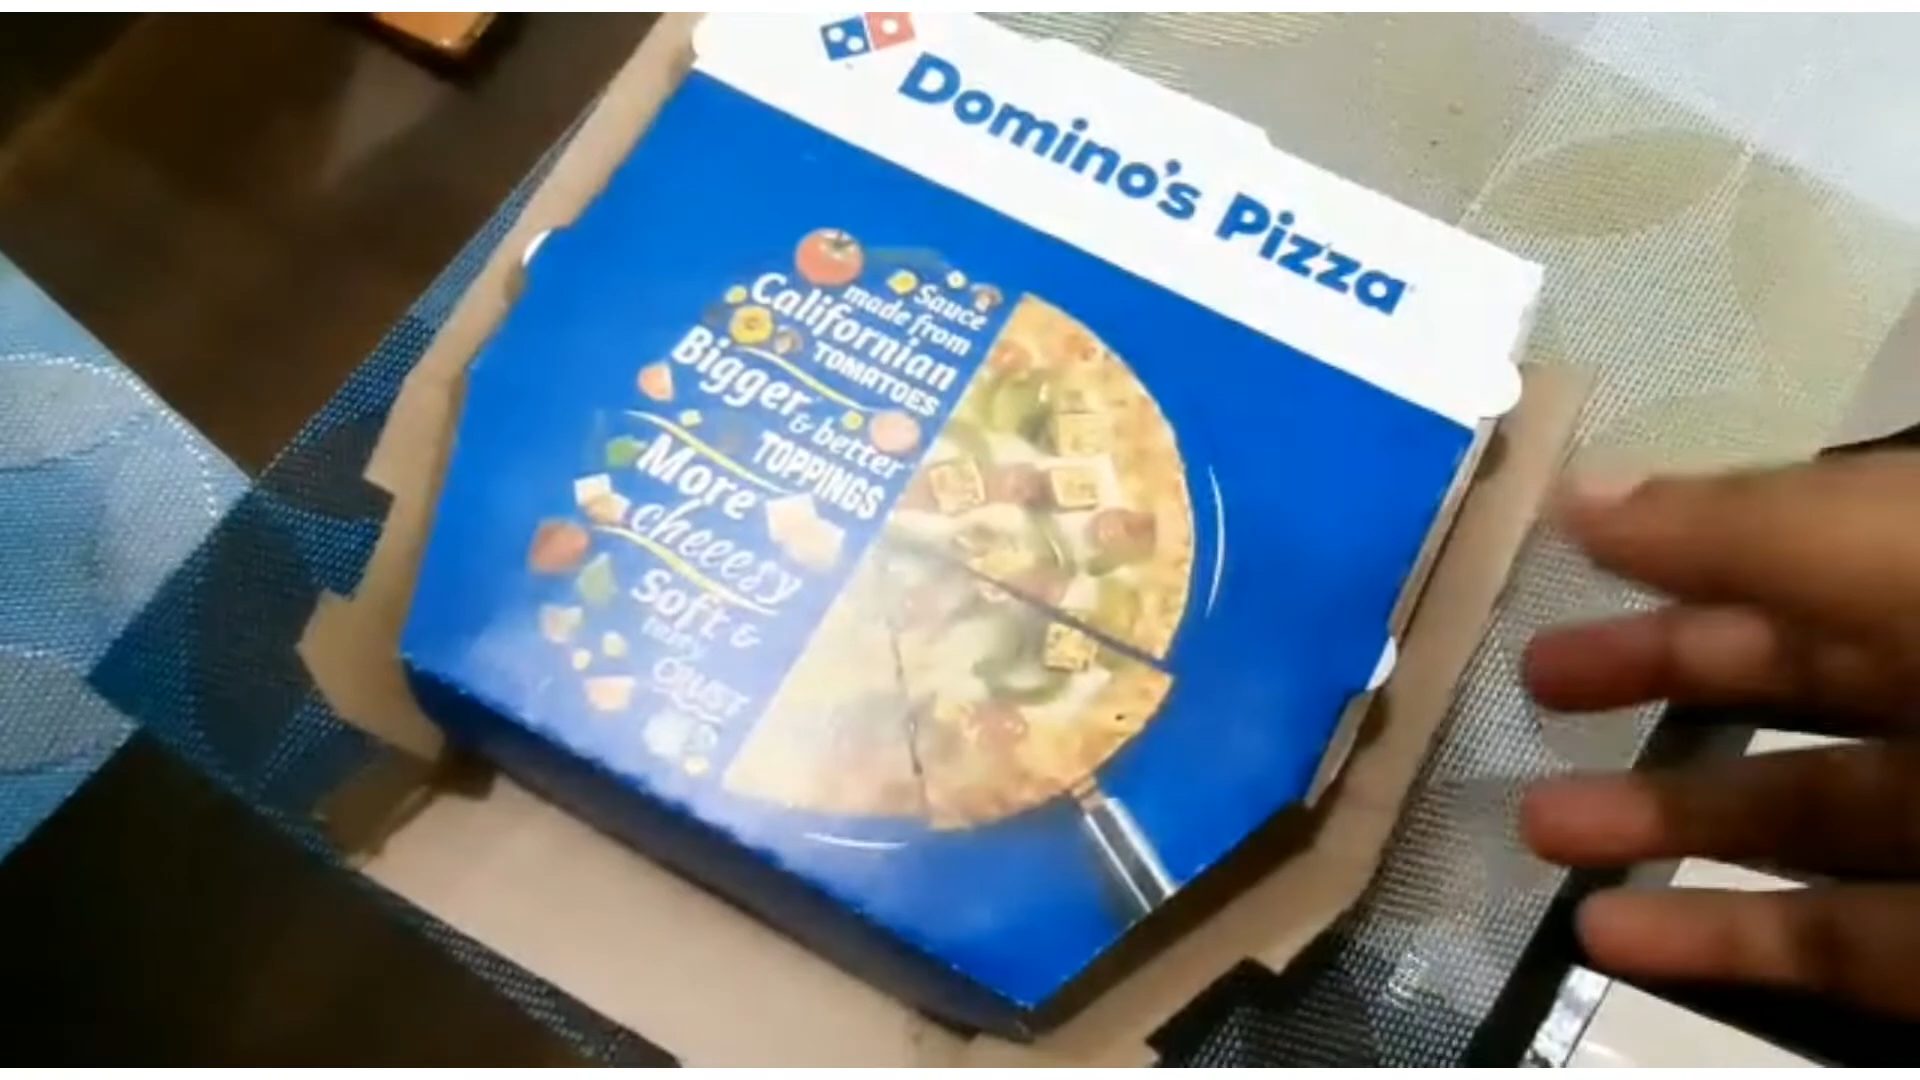 Domino's Pizza
Sauce
made from
Californian
TOMATOES
Bigger
& better
TOPPINGS
More
cheeesy
Soft &
CRUST